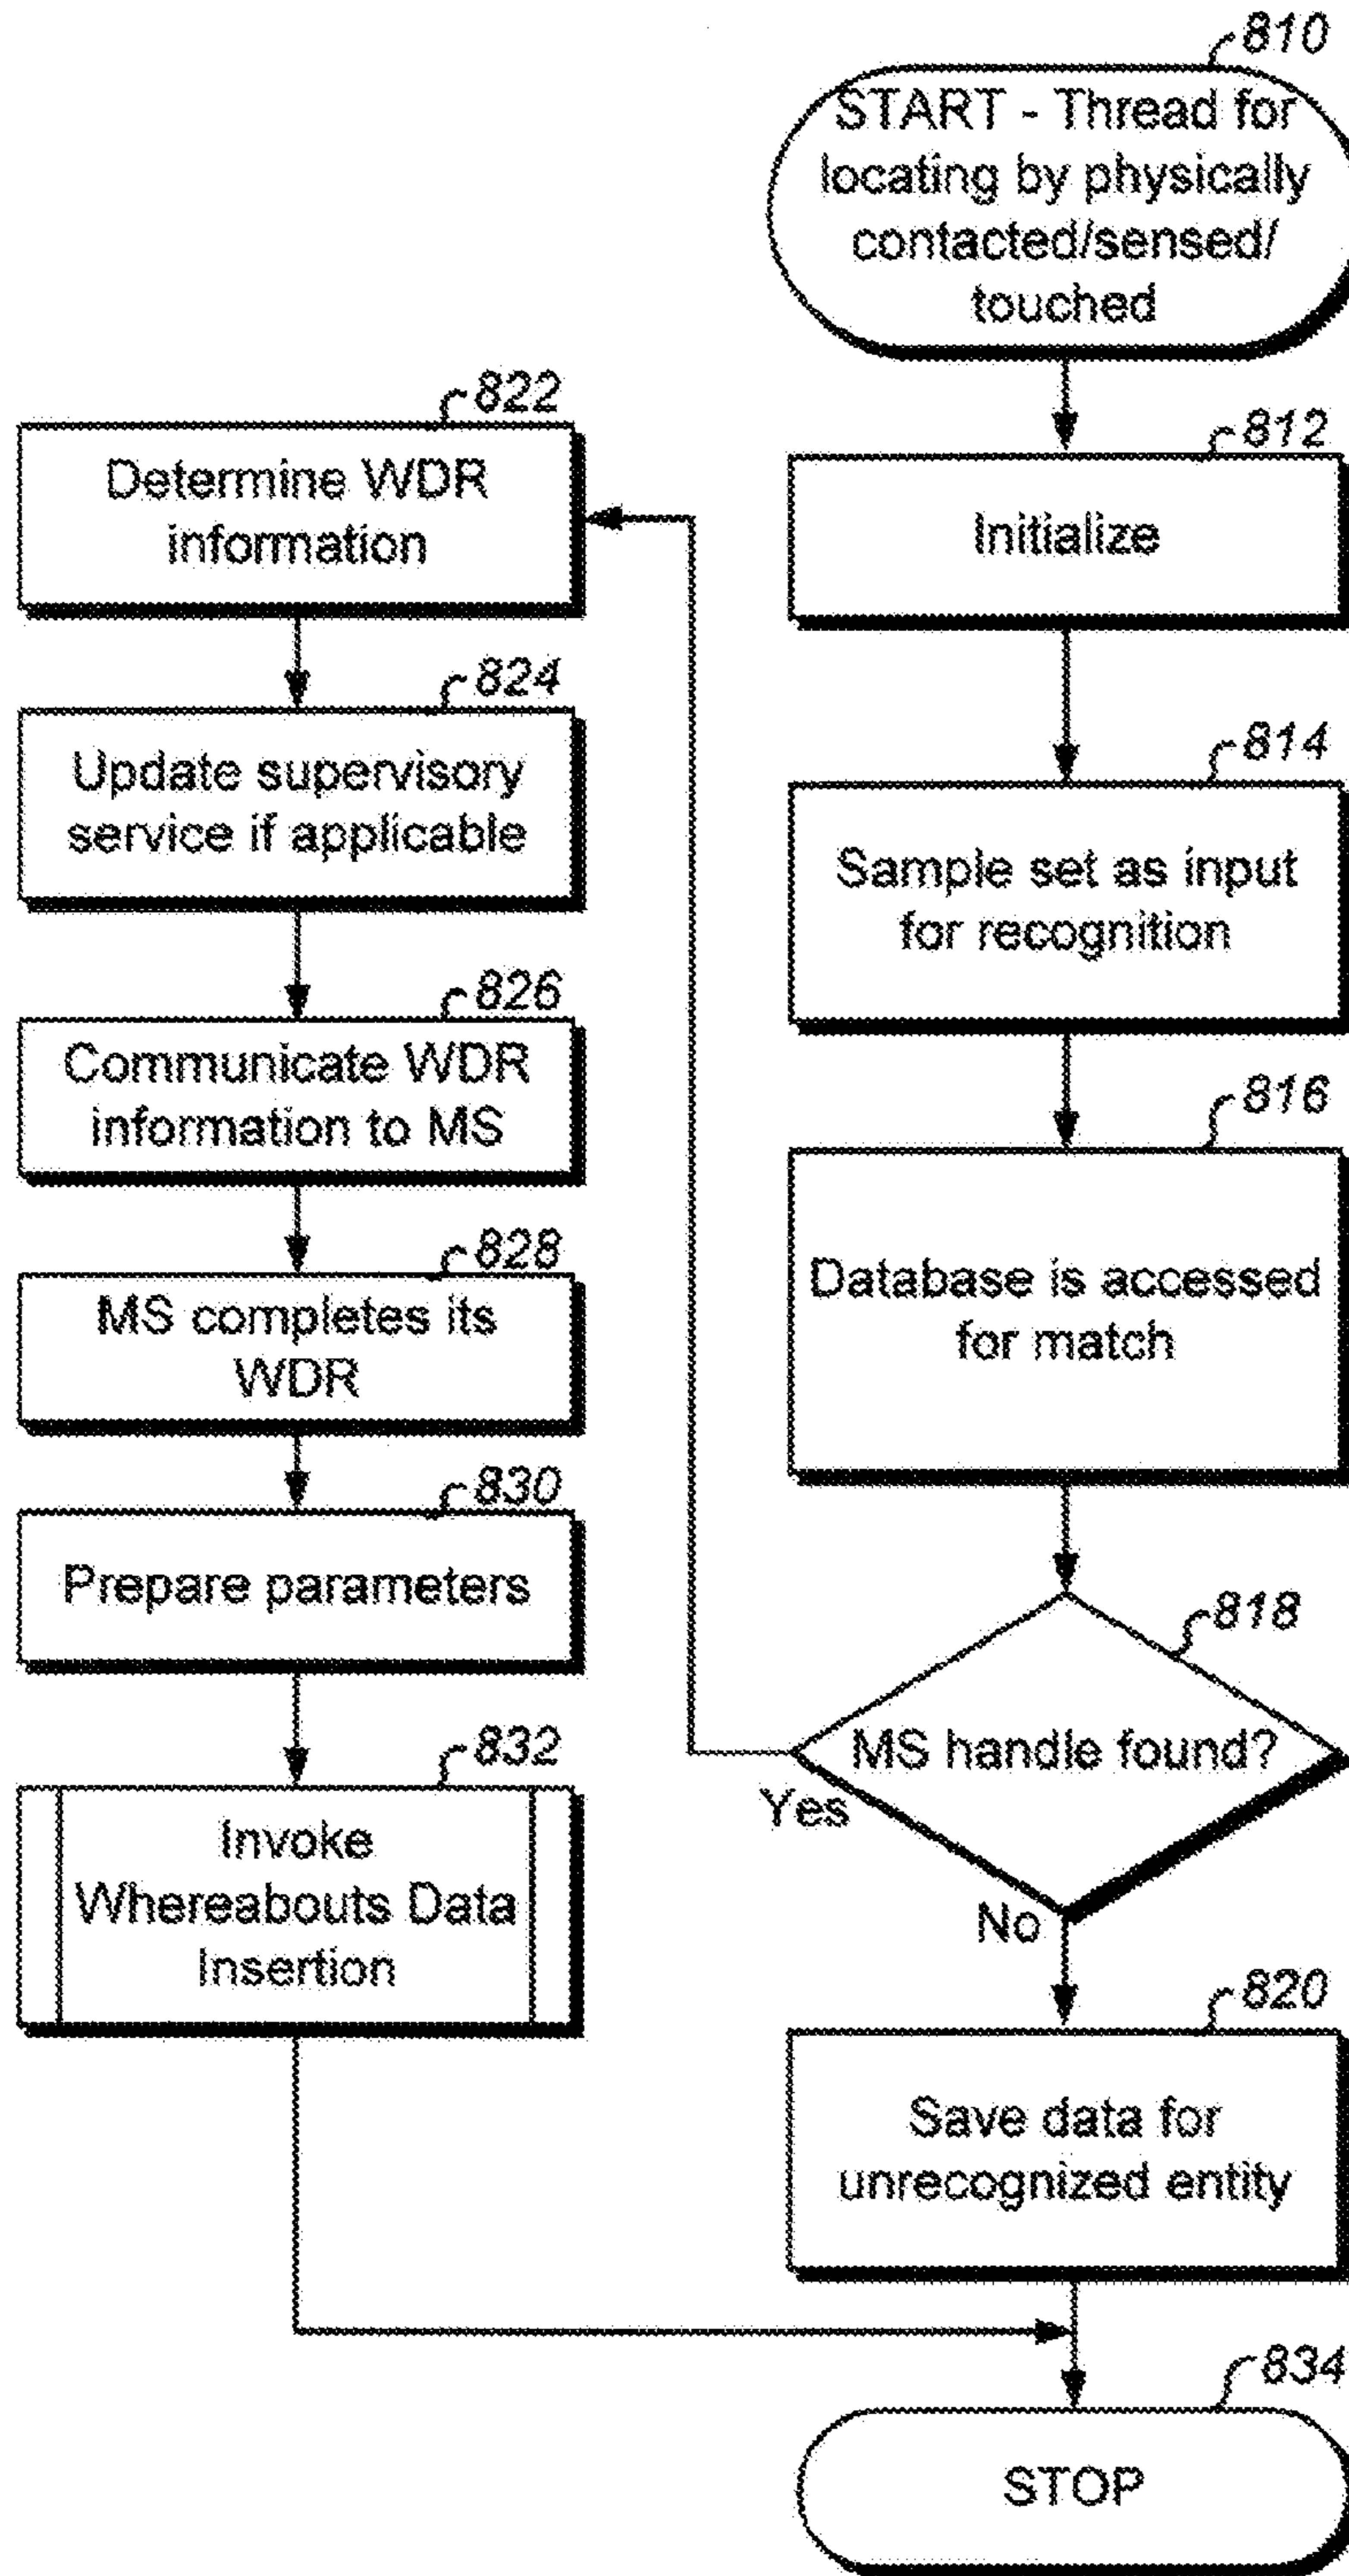 810
START - Thread for
locating by physically
contacted/sensed/
touched
812
Initialize
814
Sample set as input
for recognition
816
Database is accessed
for match
818
MS handle found?
Yes
No
820
Save data for
unrecognized entity
822
Determine WDR
information
824
Update supervisory
service if applicable
826
Communicate WDR
information to MS
828
MS completes its
WDR
830
Prepare parameters
832
Invoke
Whereabouts Data
Insertion
834
STOP